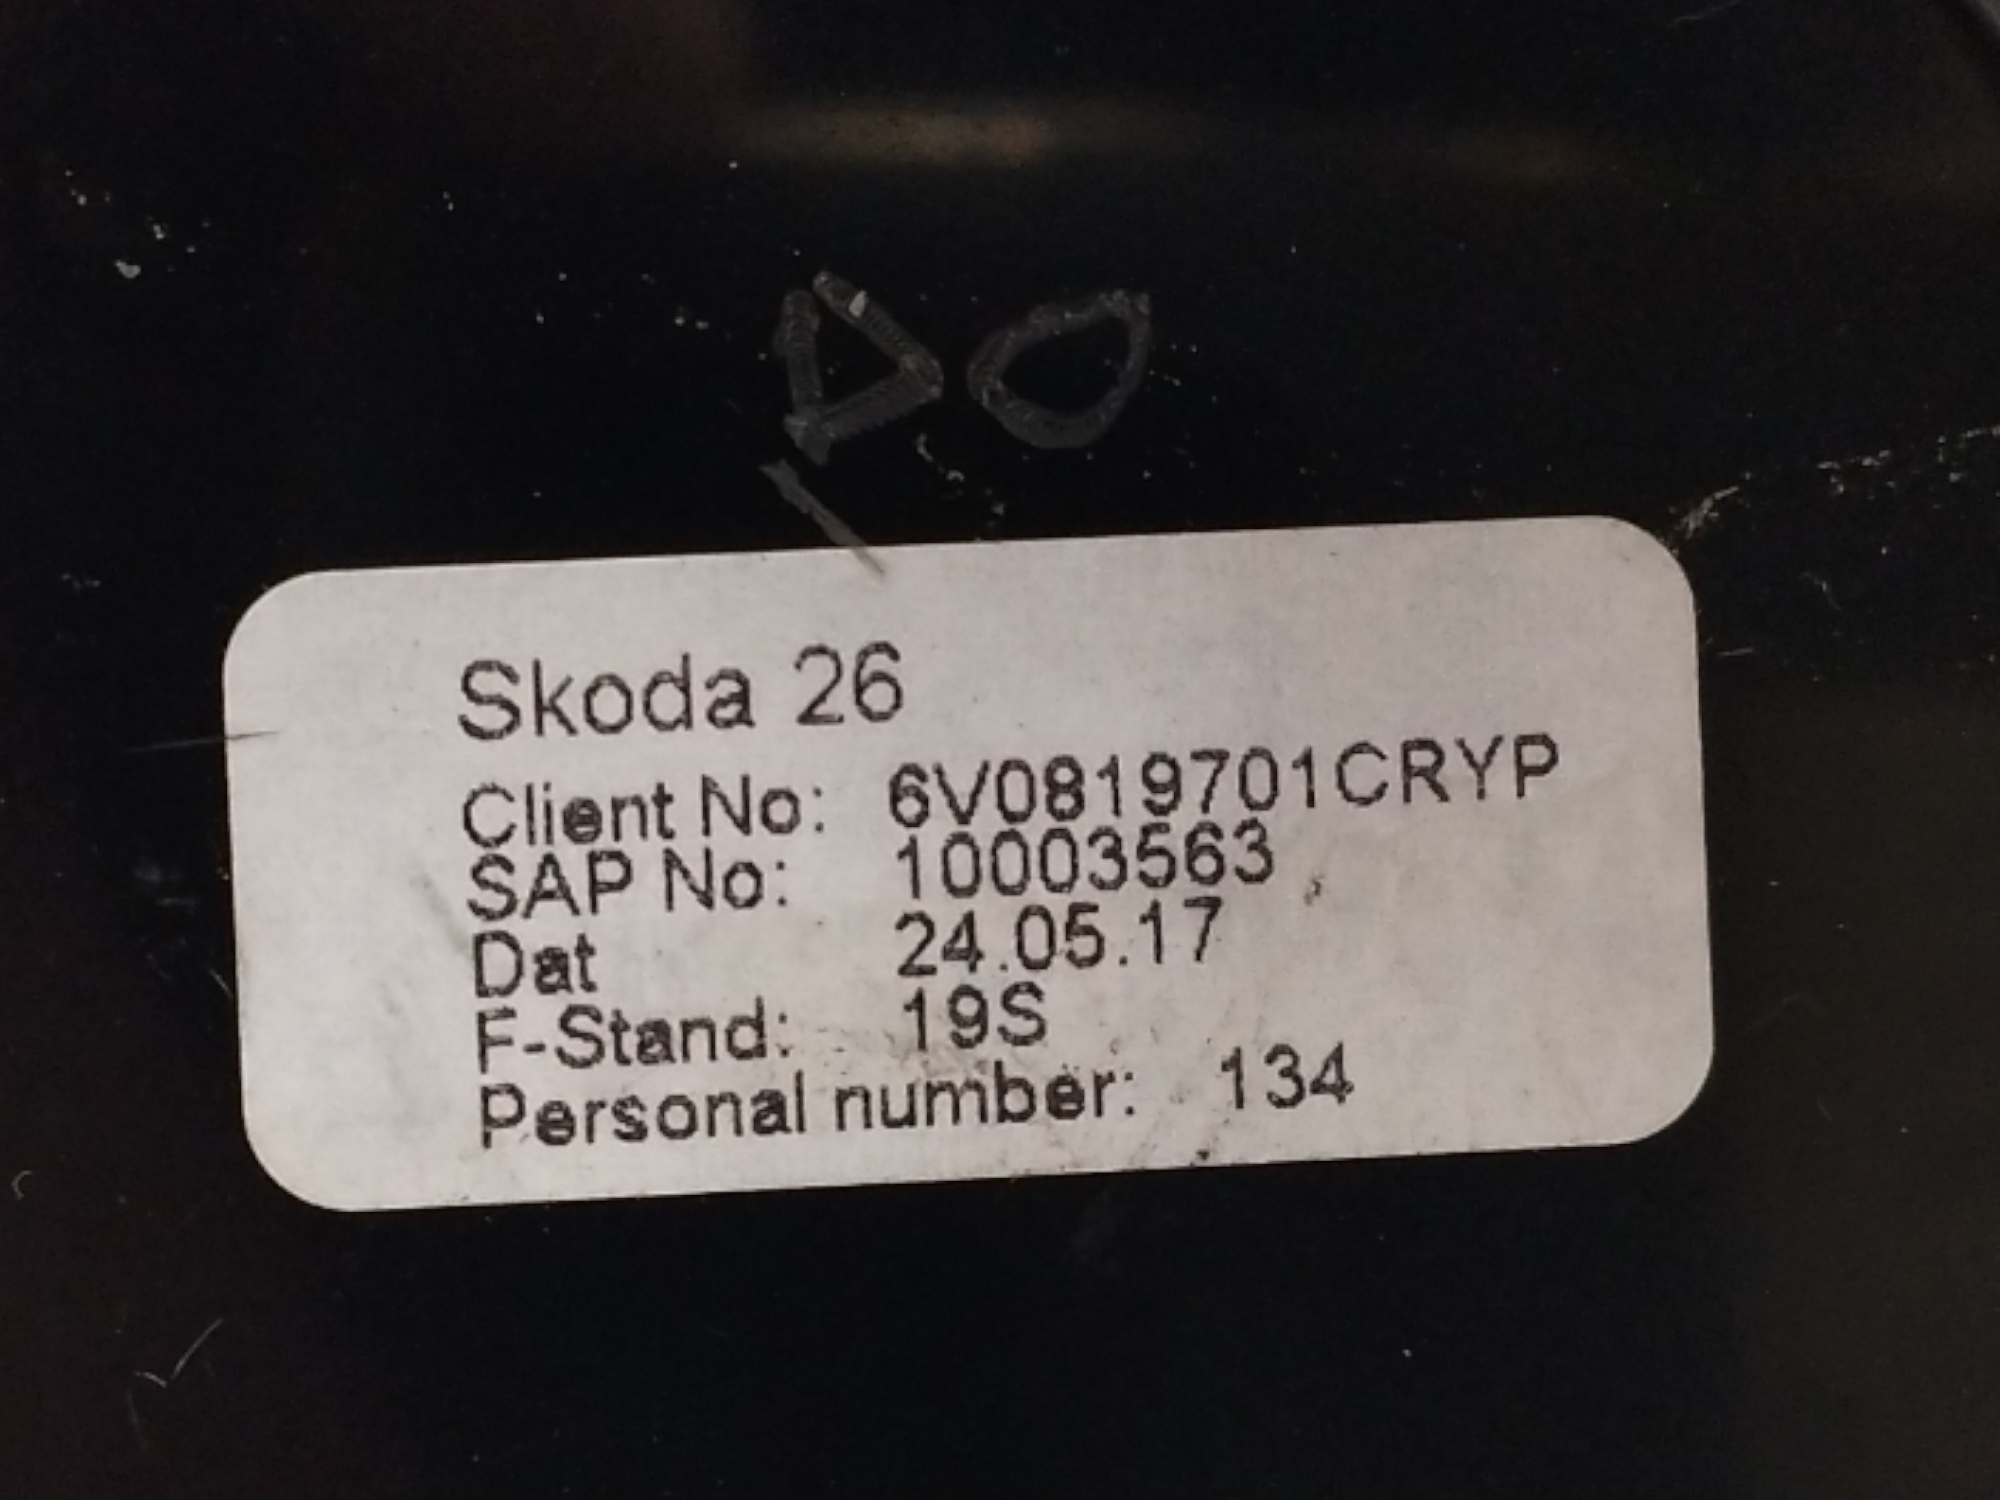 Skoda 26
Client No: 6V0819701CRYP
SAP No: 10003563
Dat 24.05.17
F-Stand: 19S
Personal number: 134